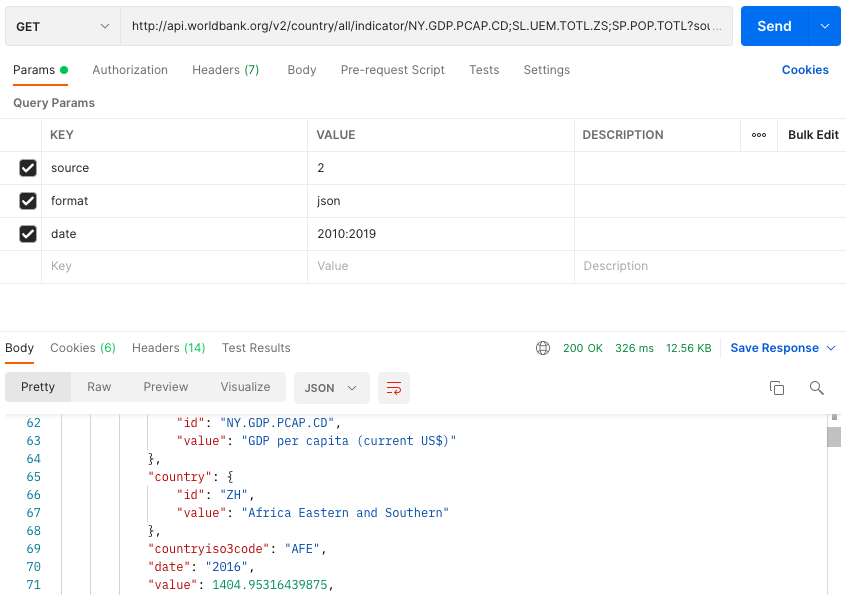 GET http://api.worldbank.org/v2/country/all/indicator/NY.GDP.PCAP.CD;SL.UEM.TOTL.ZS;SP.POP.TOTL?sou... Send
Params Authorization Headers (7) Body Pre-request Script Tests Settings Cookies
Query Params
KEY VALUE DESCRIPTION ooo Bulk Edit
source 2
format json
date 2010:2019
Key Value Description
Body Cookies (6) Headers (14) Test Results 200 OK 326 ms 12.56 KB Save Response
Pretty Raw Preview Visualize JSON
62 "id": "NY.GDP.PCAP.CD",
63 "value": "GDP per capita (current US$)"
64 },
65 "country": {
66 "id": "ZH",
67 "value": "Africa Eastern and Southern"
68 },
69 "countryiso3code": "AFE",
70 "date": "2016",
71 "value": 1404.95316439875,